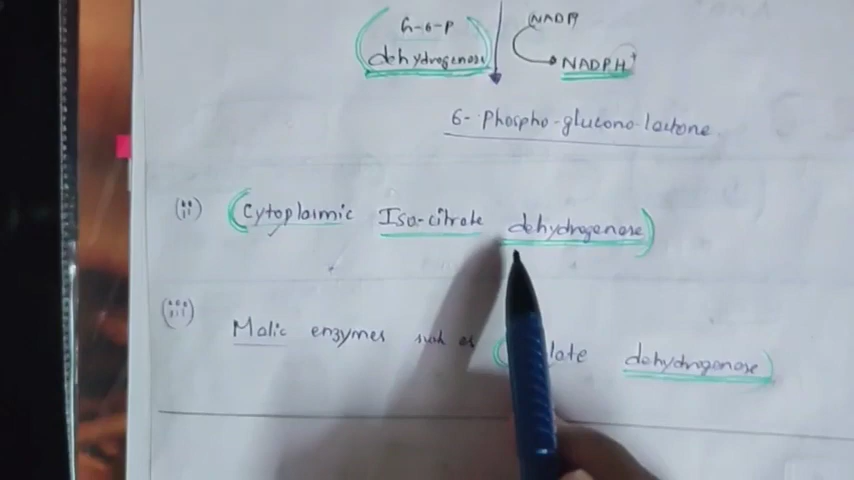 G-6-P
NADP
dehydrogenase
NADPH+
6- Phospho-glucono-lactone
(ii) (Cytoplasmic Iso-citrate dehydrogenase)
(iii)
Malic enzymes such as dehydrogenase)